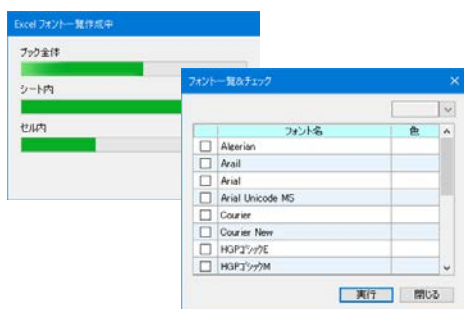 Excel フォント一覧作成中
ブック全体
シート内
セル内
フォント一覧&チェック
フォント名 色
Algerian
Arail
Arial
Arial Unicode MS
Courier
Courier New
HGPゴシックE
HGPゴシックM
実行 閉じる